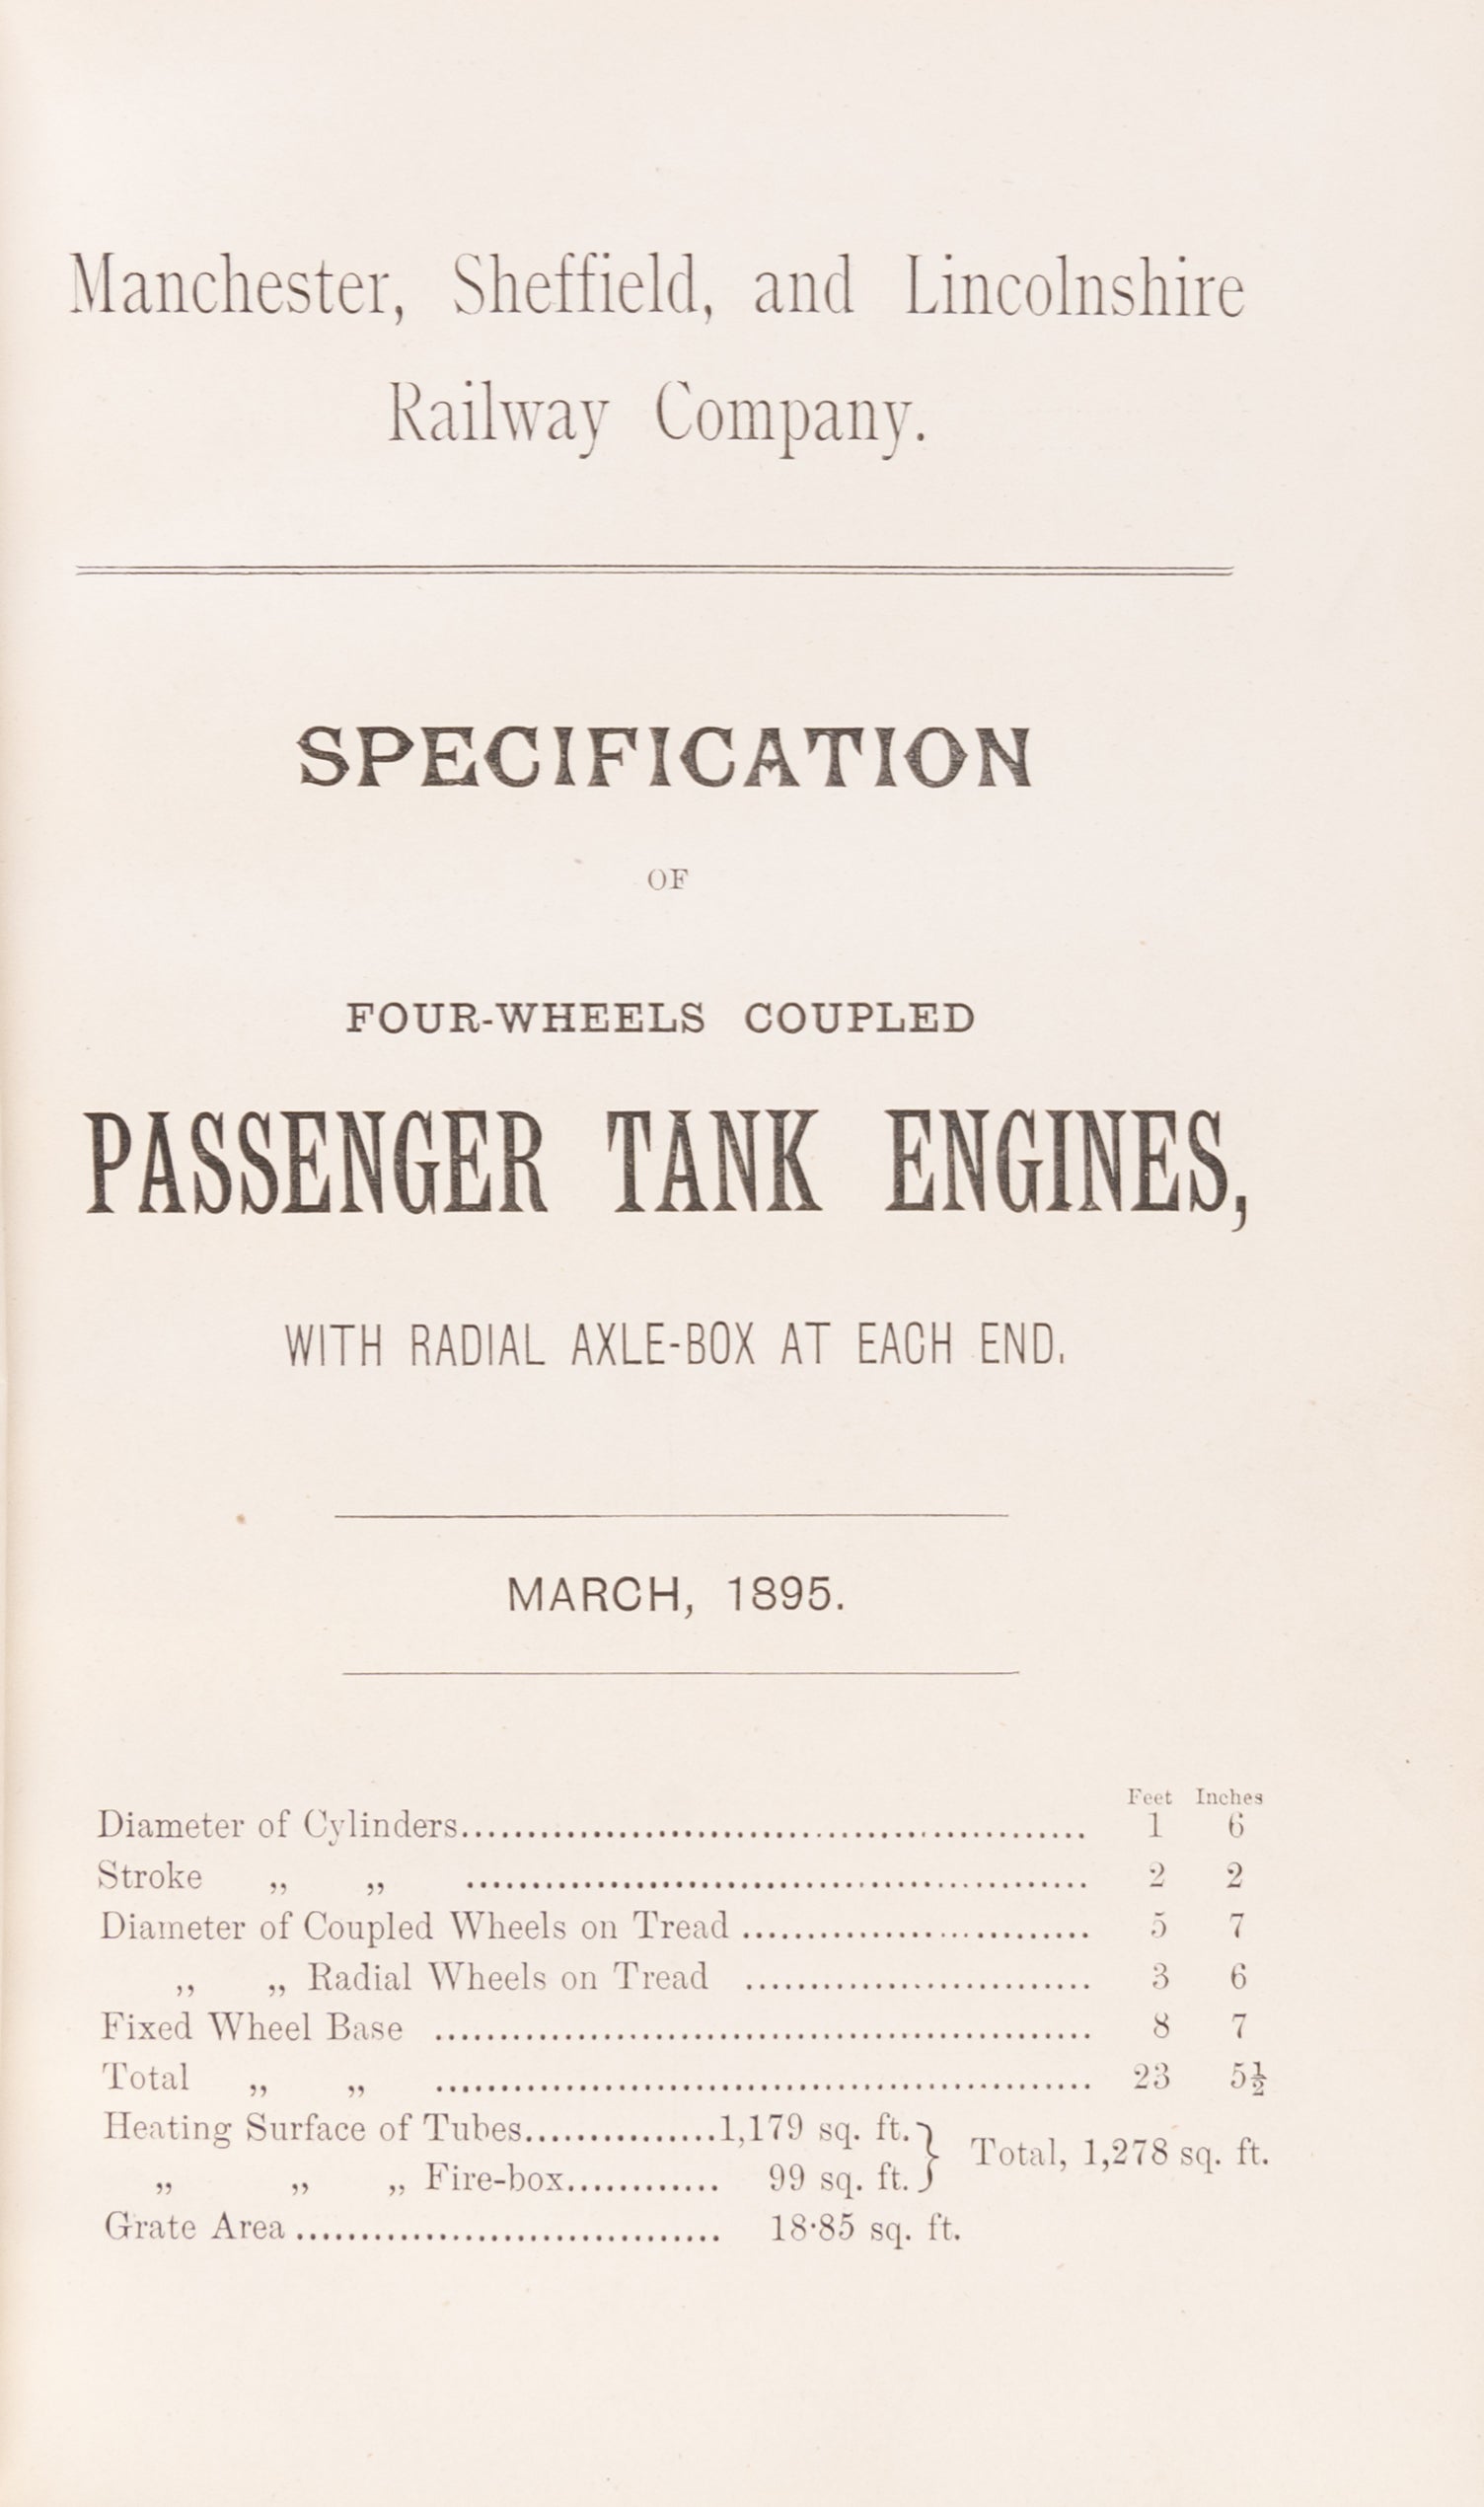 Manchester, Sheffield, and Lincolnshire
Railway Company.
SPECIFICATION
OF
FOUR-WHEELS COUPLED
PASSENGER TANK ENGINES,
WITH RADIAL AXLE-BOX AT EACH END.
MARCH, 1895.
Feet Inches
Diameter of Cylinders................................................ 1 6
Stroke „ „ ................................................ 2 2
Diameter of Coupled Wheels on Tread ........................... 5 7
„ „ Radial Wheels on Tread ........................... 3 6
Fixed Wheel Base ................................................... 8 7
Total „ „ ................................................... 23 5½
Heating Surface of Tubes...............1,179 sq. ft. } Total, 1,278 sq. ft.
„ „ „ Fire-box............ 99 sq. ft.
Grate Area ................................. 18·85 sq. ft.